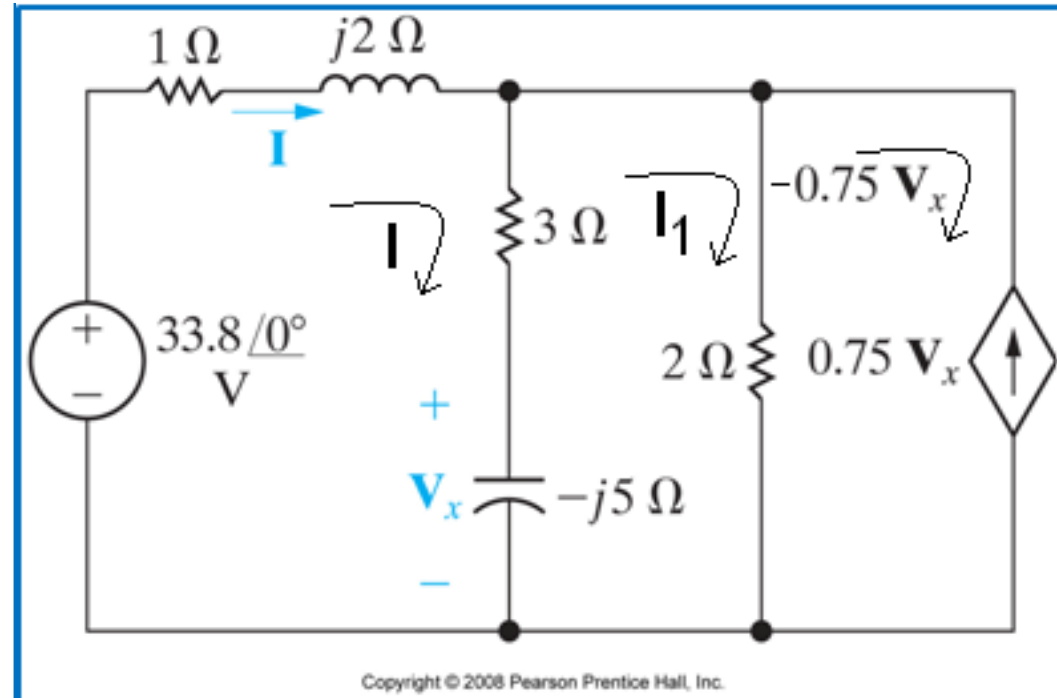 1 Ω
j2 Ω
I
3 Ω
I
I₁
-0.75 Vₓ
+
−
33.8/0°
V
2 Ω
0.75 Vₓ
+
Vₓ
−
−j5 Ω
Copyright © 2008 Pearson Prentice Hall, Inc.